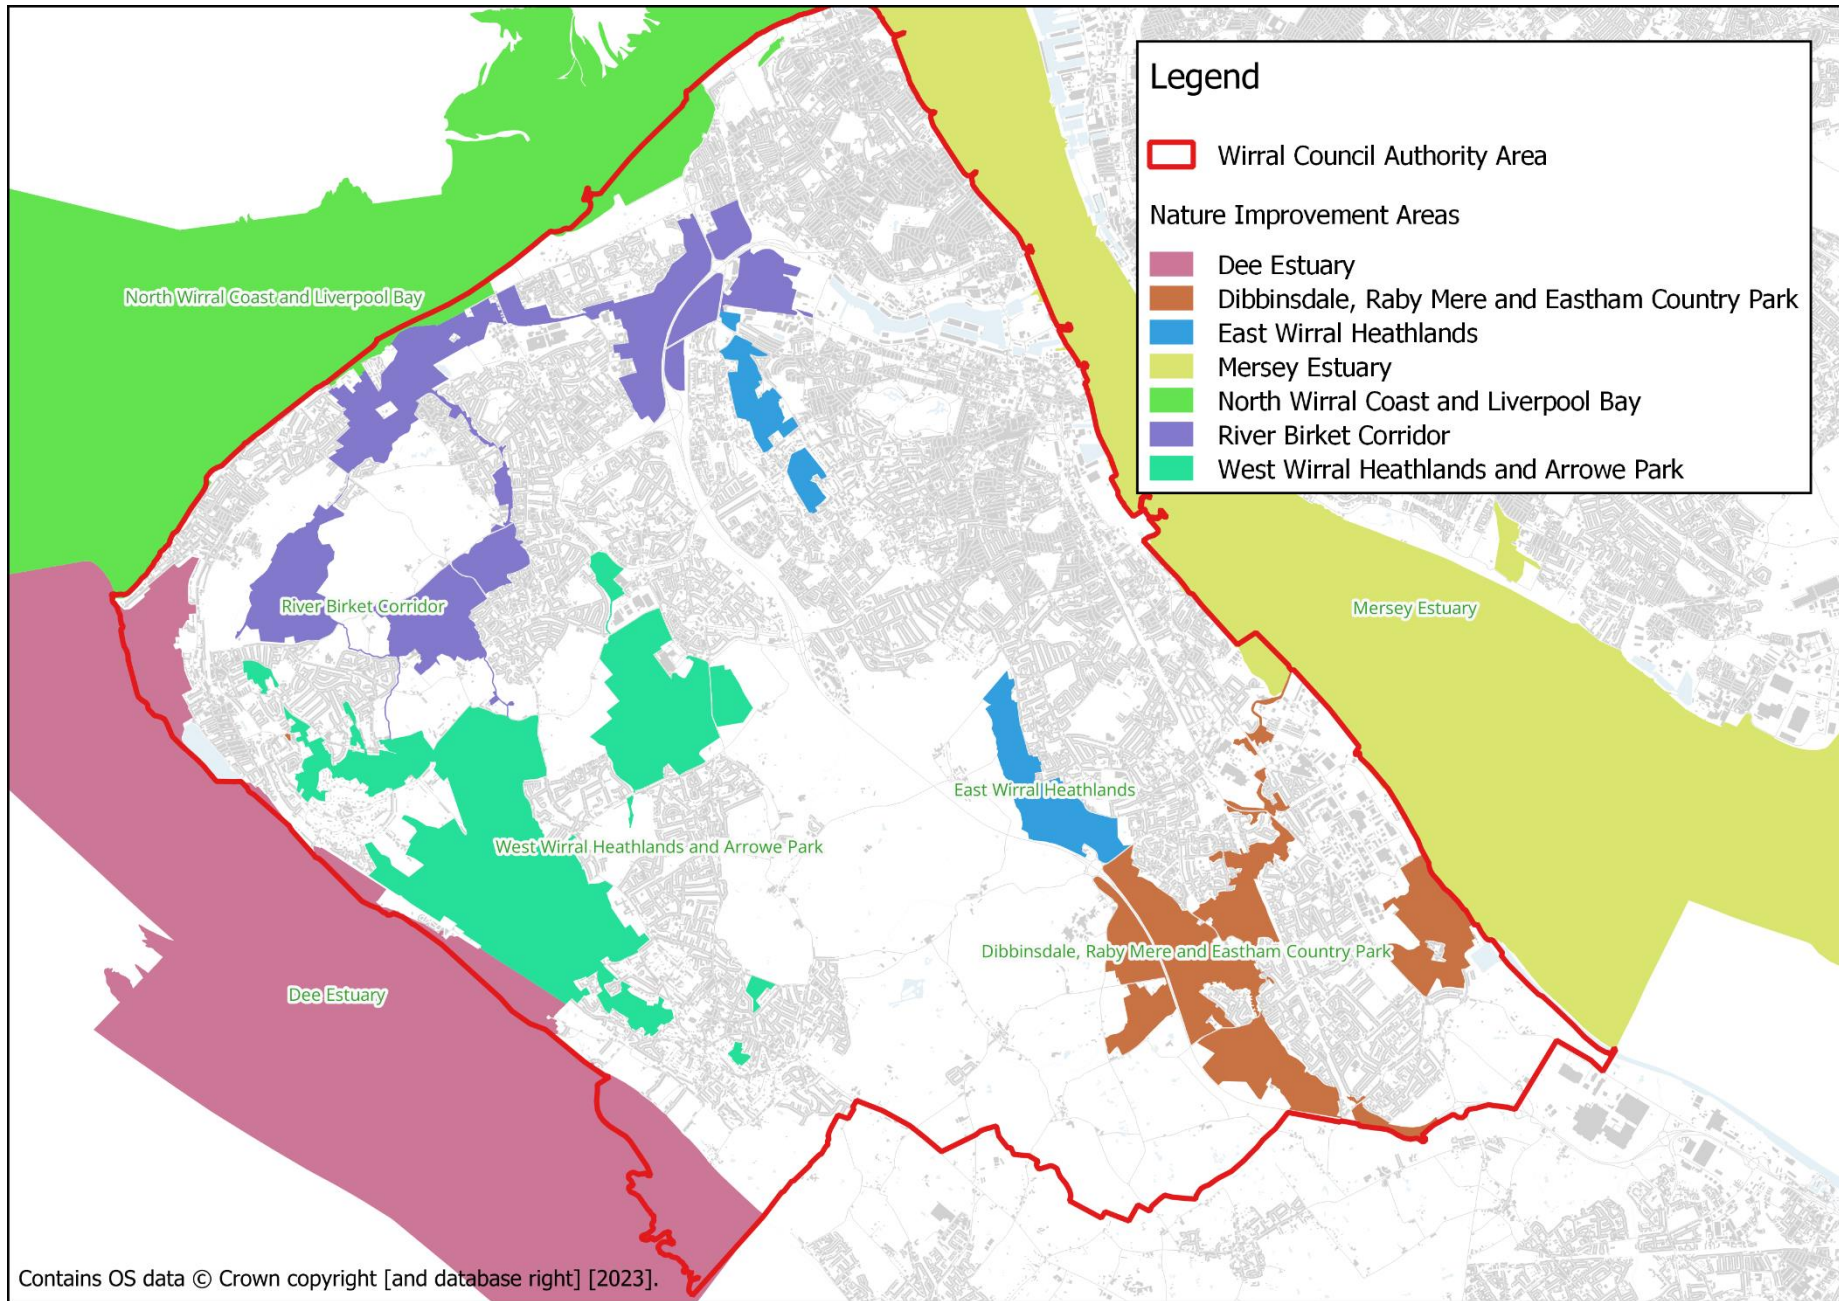 Legend
Wirral Council Authority Area
Nature Improvement Areas
Dee Estuary
Dibbinsdale, Raby Mere and Eastham Country Park
East Wirral Heathlands
Mersey Estuary
North Wirral Coast and Liverpool Bay
River Birket Corridor
West Wirral Heathlands and Arrowe Park
North Wirral Coast and Liverpool Bay
River Birket Corridor
Mersey Estuary
East Wirral Heathlands
West Wirral Heathlands and Arrowe Park
Dibbinsdale, Raby Mere and Eastham Country Park
Dee Estuary
Contains OS data © Crown copyright [and database right] [2023].